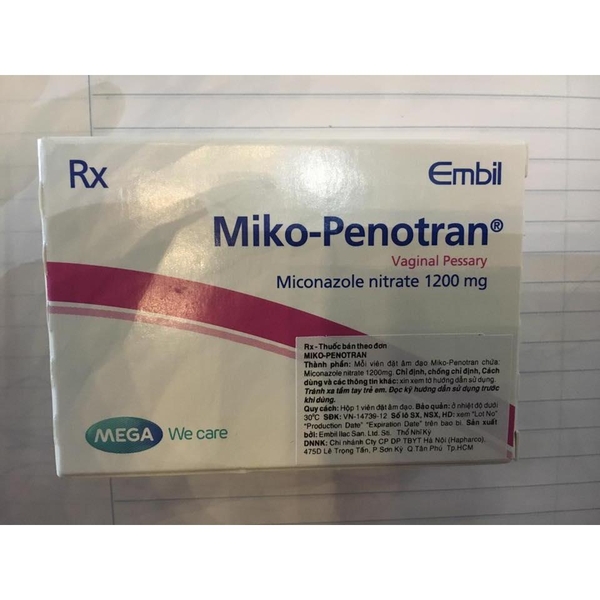 Rx
Embil
Miko-Penotran®
Vaginal Pessary
Miconazole nitrate 1200 mg
Rx - Thuốc bán theo đơn
MIKO-PENOTRAN
Thành phần: Mỗi viên đặt âm đạo Miko-Penotran chứa:
Miconazole nitrate 1200mg. Chỉ định, chống chỉ định, Cách
dùng và các thông tin khác: xin xem tờ hướng dẫn sử dụng.
Tránh xa tầm tay trẻ em. Đọc kỹ hướng dẫn sử dụng trước
khi dùng.
Quy cách: Hộp 1 viên đặt âm đạo. Bảo quản: ở nhiệt độ dưới
30°C SĐK: VN-14739-12 Số lô SX, NSX, HD: xem "Lot No"
"Production Date" "Expiration Date" trên bao bì. Sản xuất
bởi: Embil Ilac San. Ltd. Sti. Thổ Nhĩ Kỳ
DNNK: Chi nhánh Cty CP DP TBYT Hà Nội (Hapharco).
475D Lê Trọng Tấn, P Sơn Kỳ Q Tân Phú Tp.HCM
MEGA We care